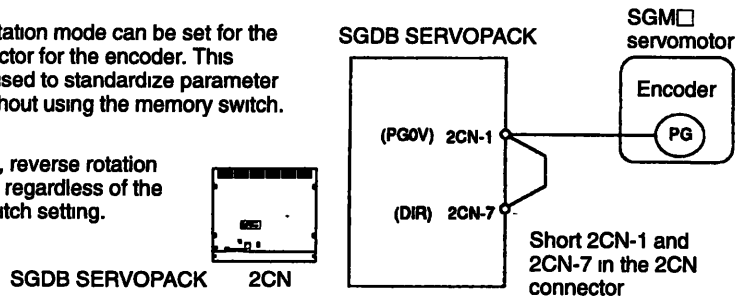 tation mode can be set for the
ctor for the encoder. This
sed to standardize parameter
hout using the memory switch.
, reverse rotation
regardless of the
itch setting.
SGDB SERVOPACK 2CN
SGDB SERVOPACK
(PG0V) 2CN-1
(DIR) 2CN-7
SGM□
servomotor
Encoder
PG
Short 2CN-1 and
2CN-7 in the 2CN
connector